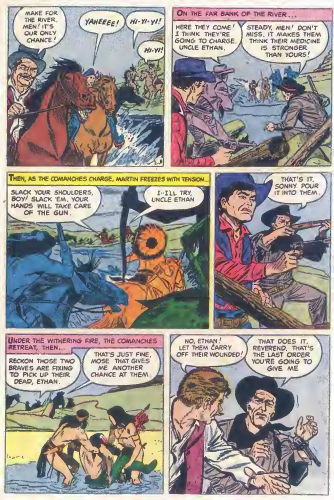 MAKE FOR
THE RIVER,
MEN! IT'S
OUR ONLY
CHANCE!
YAHEEEE!
HI-YI-YI!
HI-YI!
ON THE FAR BANK OF THE RIVER...
HERE THEY COME!
I THINK THEY'RE
GOING TO CHARGE,
UNCLE ETHAN.
STEADY, MEN! DON'T
MISS, IT MAKES THEM
THINK THEIR MEDICINE
IS STRONGER
THAN YOURS!
THEN, AS THE COMANCHES CHARGE, MARTIN FREEZES WITH TENSION...
SLACK YOUR SHOULDERS,
BOY! SLACK 'EM. YOUR
HANDS WILL TAKE CARE
OF THE GUN.
I-I'LL TRY,
UNCLE ETHAN
THAT'S IT,
SONNY POUR
IT INTO THEM.
UNDER THE WITHERING FIRE, THE COMANCHES
RETREAT, THEN...
RECKON THOSE TWO
BRAVES ARE FIXING
TO PICK UP THEIR
DEAD, ETHAN.
THAT'S JUST FINE,
MOSE THAT GIVES
ME ANOTHER
CHANCE AT THEM.
NO, ETHAN!
LET THEM CARRY
OFF THEIR WOUNDED!
THAT DOES IT,
REVEREND, THAT'S
THE LAST ORDER
YOU'RE GOING TO
GIVE ME